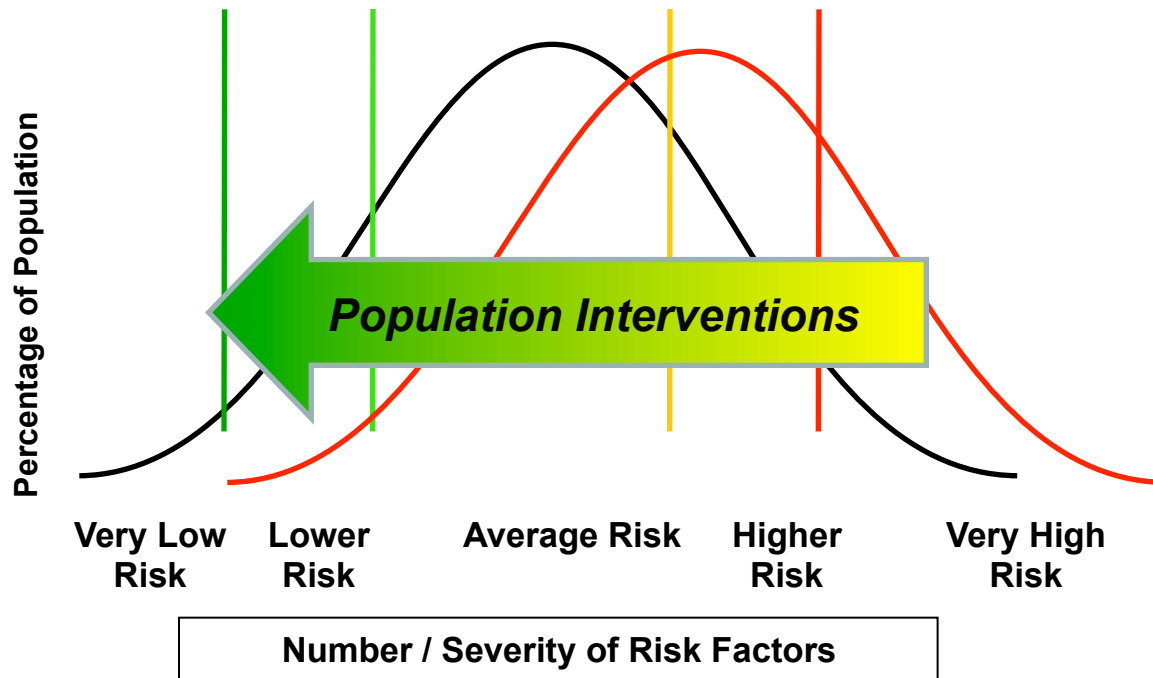 Percentage of Population
Population Interventions
Very Low
Risk
Lower
Risk
Average Risk
Higher
Risk
Very High
Risk
Number / Severity of Risk Factors